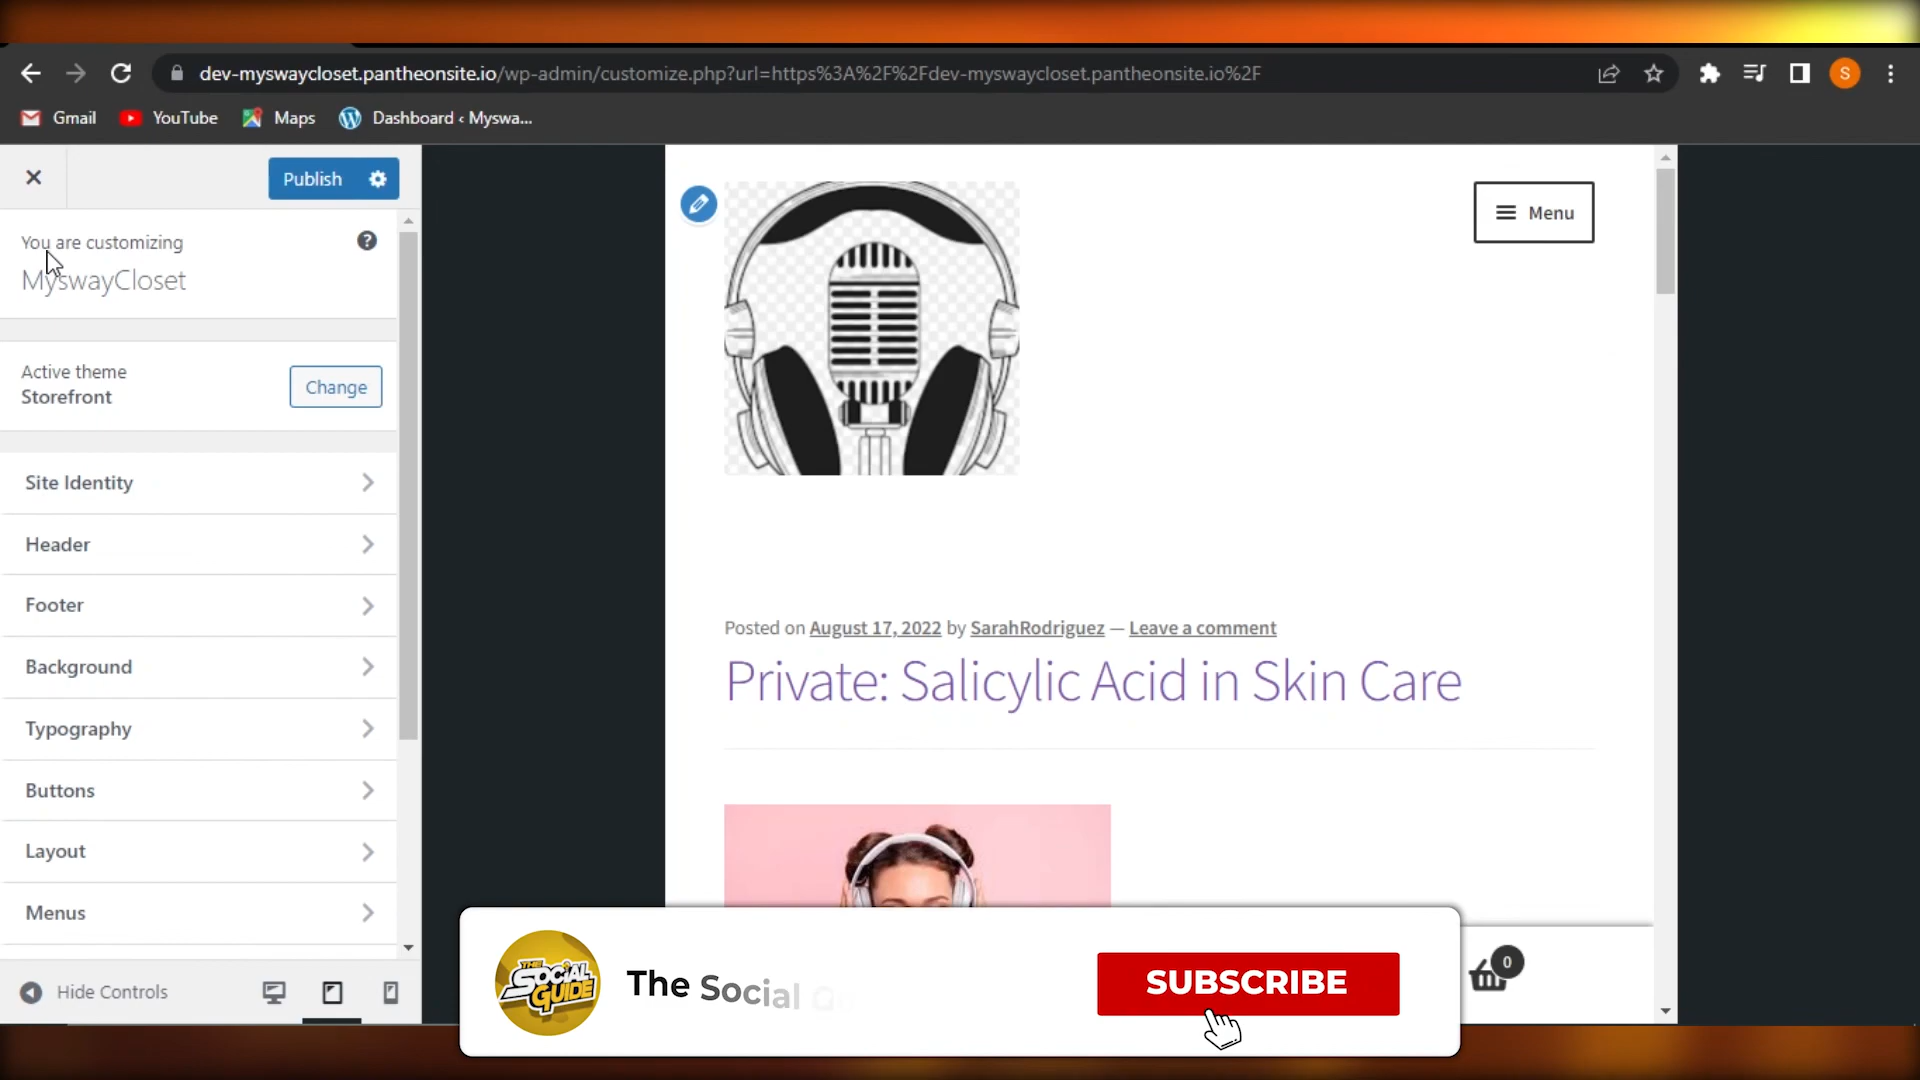 dev-myswaycloset.pantheonsite.io/wp-admin/customize.php?url=https%3A%2F%2Fdev-myswaycloset.pantheonsite.io%2F
S
Gmail
YouTube
Maps
Dashboard ‹ Myswa...
Publish
You are customizing
MyswayCloset
Active theme
Storefront
Change
Site Identity
Header
Footer
Background
Typography
Buttons
Layout
Menus
Hide Controls
Menu
Posted on August 17, 2022 by SarahRodriguez — Leave a comment
Private: Salicylic Acid in Skin Care
0
THE SOCIAL GUIDE
The Social
SUBSCRIBE